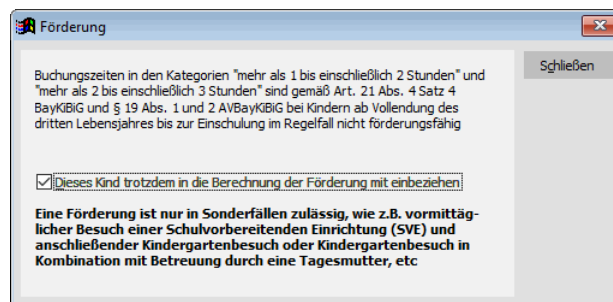 Förderung
Schließen
Buchungszeiten in den Kategorien "mehr als 1 bis einschließlich 2 Stunden" und
"mehr als 2 bis einschließlich 3 Stunden" sind gemäß Art. 21 Abs. 4 Satz 4
BayKiBiG und § 19 Abs. 1 und 2 AVBayKiBiG bei Kindern ab Vollendung des
dritten Lebensjahres bis zur Einschulung im Regelfall nicht förderungsfähig
Dieses Kind trotzdem in die Berechnung der Förderung mit einbeziehen
Eine Förderung ist nur in Sonderfällen zulässig, wie z.B. vormittäg-
licher Besuch einer Schulvorbereitenden Einrichtung (SVE) und
anschließender Kindergartenbesuch oder Kindergartenbesuch in
Kombination mit Betreuung durch eine Tagesmutter, etc